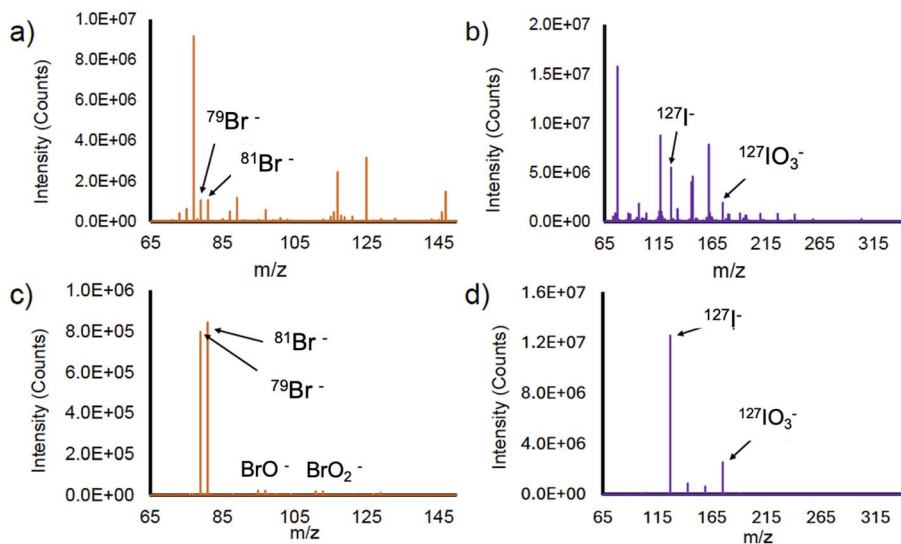 a)
Intensity (Counts)
1.0E+07
8.0E+06
6.0E+06
4.0E+06
2.0E+06
0.0E+00
⁷⁹Br -
⁸¹Br -
65 85 105 125 145
m/z
b)
Intensity (Counts)
2.0E+07
1.5E+07
1.0E+07
5.0E+06
0.0E+00
¹²⁷I-
¹²⁷IO₃-
65 115 165 215 265 315
m/z
c)
Intensity (Counts)
1.0E+06
8.0E+05
6.0E+05
4.0E+05
2.0E+05
0.0E+00
⁸¹Br -
⁷⁹Br -
BrO - BrO₂-
65 85 105 125 145
m/z
d)
Intensity (Counts)
1.6E+07
1.2E+07
8.0E+06
4.0E+06
0.0E+00
¹²⁷I-
¹²⁷IO₃-
65 115 165 215 265 315
m/z